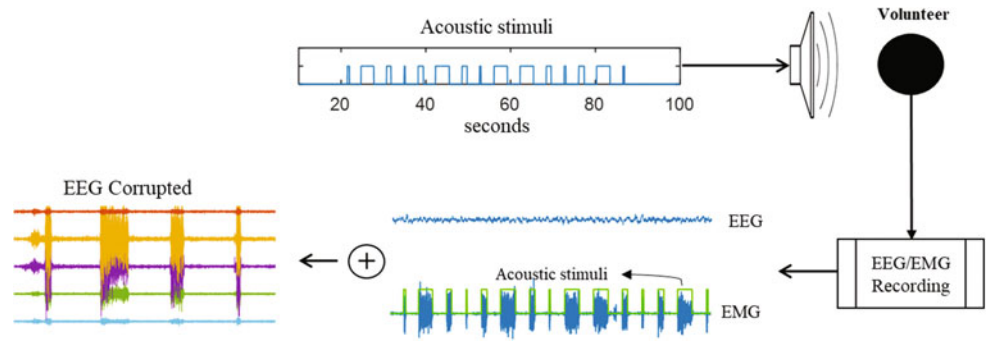 Acoustic stimuli
Volunteer
20 40 60 80 100
seconds
EEG Corrupted
EEG
EEG/EMG
Recording
Acoustic stimuli
EMG